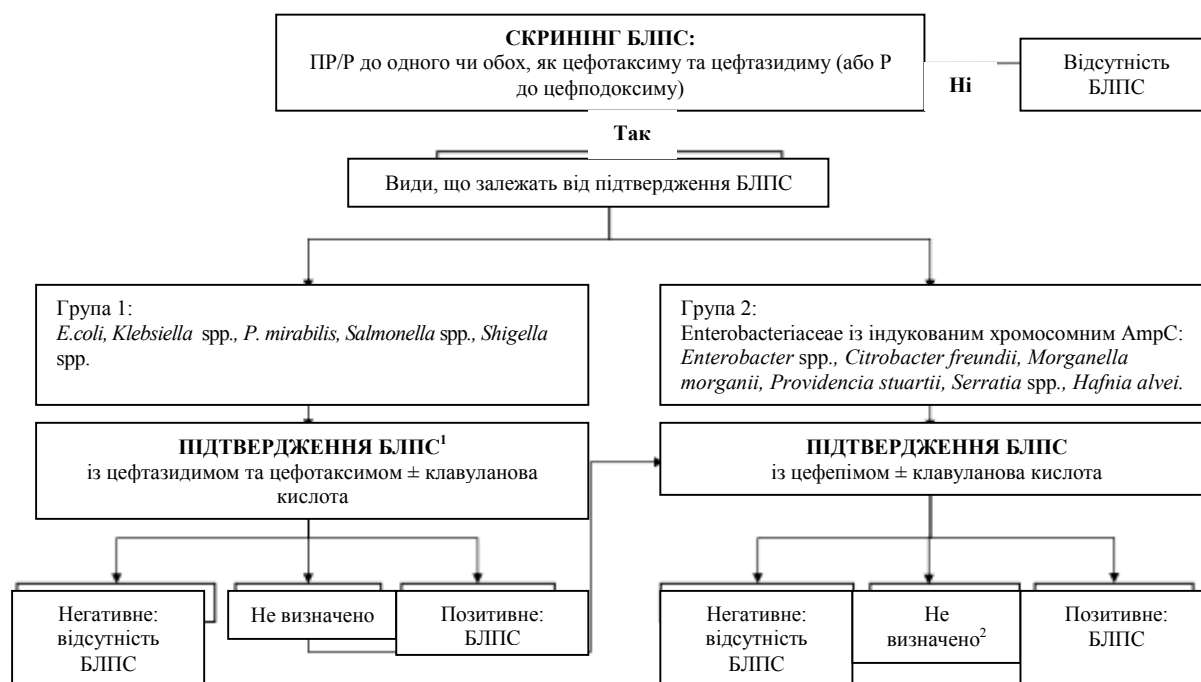 СКРИНІНГ БЛПС:
ПР/Р до одного чи обох, як цефотаксиму та цефтазидиму (або Р
до цефподоксиму)
Ні
Відсутність
БЛПС
Так
Види, що залежать від підтвердження БЛПС
Група 1:
E.coli, Klebsiella spp., P. mirabilis, Salmonella spp., Shigella
spp.
Група 2:
Enterobacteriaceae із індукованим хромосомним AmpC:
Enterobacter spp., Citrobacter freundii, Morganella
morganii, Providencia stuartii, Serratia spp., Hafnia alvei.
ПІДТВЕРДЖЕННЯ БЛПС¹
із цефтазидимом та цефотаксимом ± клавуланова
кислота
ПІДТВЕРДЖЕННЯ БЛПС
із цефепімом ± клавуланова кислота
Негативне:
відсутність
БЛПС
Не визначено
Позитивне:
БЛПС
Негативне:
відсутність
БЛПС
Не
визначено²
Позитивне:
БЛПС